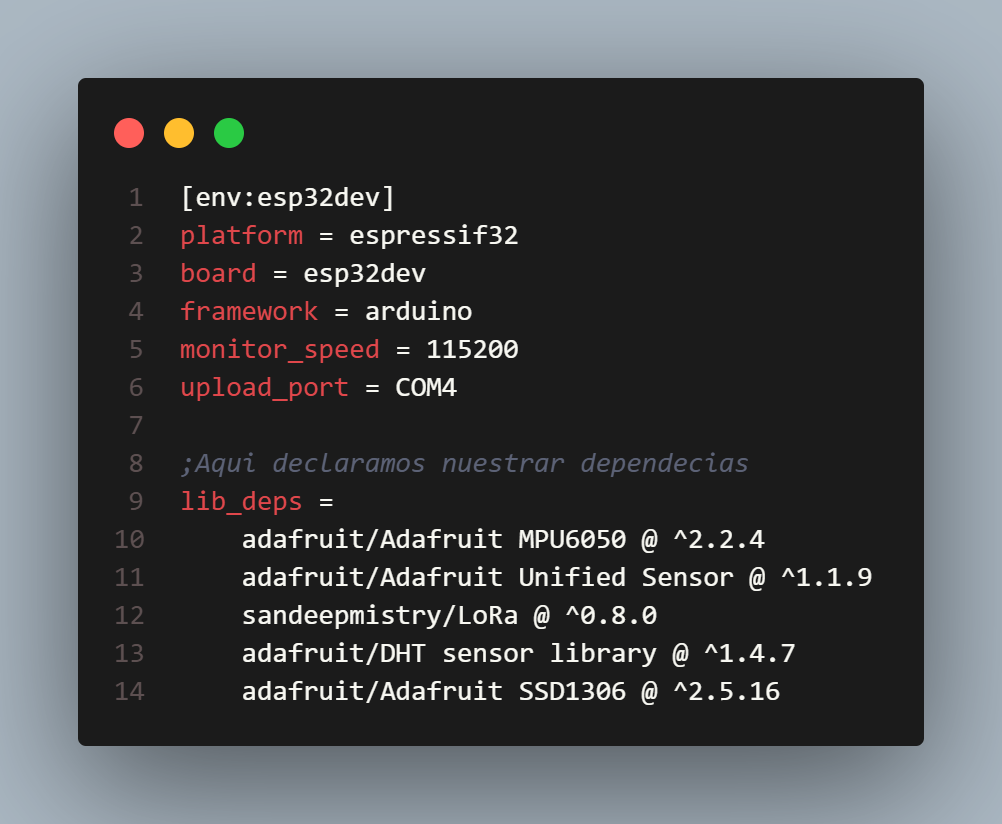 1 [env:esp32dev]
2 platform = espressif32
3 board = esp32dev
4 framework = arduino
5 monitor_speed = 115200
6 upload_port = COM4
7
8 ;Aqui declaramos nuestrar dependecias
9 lib_deps =
10 adafruit/Adafruit MPU6050 @ ^2.2.4
11 adafruit/Adafruit Unified Sensor @ ^1.1.9
12 sandeepmistry/LoRa @ ^0.8.0
13 adafruit/DHT sensor library @ ^1.4.7
14 adafruit/Adafruit SSD1306 @ ^2.5.16